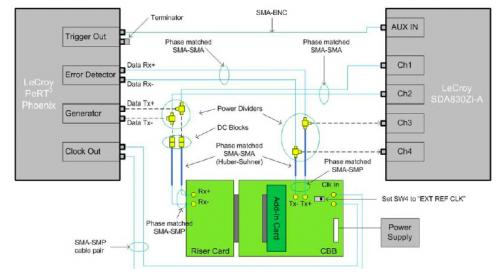 SMA-BNC
Terminator
Trigger Out
AUX IN
Phase matched
SMA-SMA
Phase matched
SMA-SMA
Data Rx+
Error Detector
Data Rx-
Ch1
LeCroy
PeRT³
Phoenix
LeCroy
SDA830Zi-A
Ch2
Data Tx+
Generator
Data Tx-
Power Dividers
Ch3
DC Blocks
Clock Out
Phase matched
SMA-SMA
(Huber-Suhner)
Ch4
Phase matched
SMA-SMP
Clk In
Rx+
Rx-
Tx- Tx+
Set SW4 to "EXT REF CLK"
Phase matched
SMA-SMP
Add-in Card
Power
Supply
SMA-SMP
cable pair
Riser Card
CBB